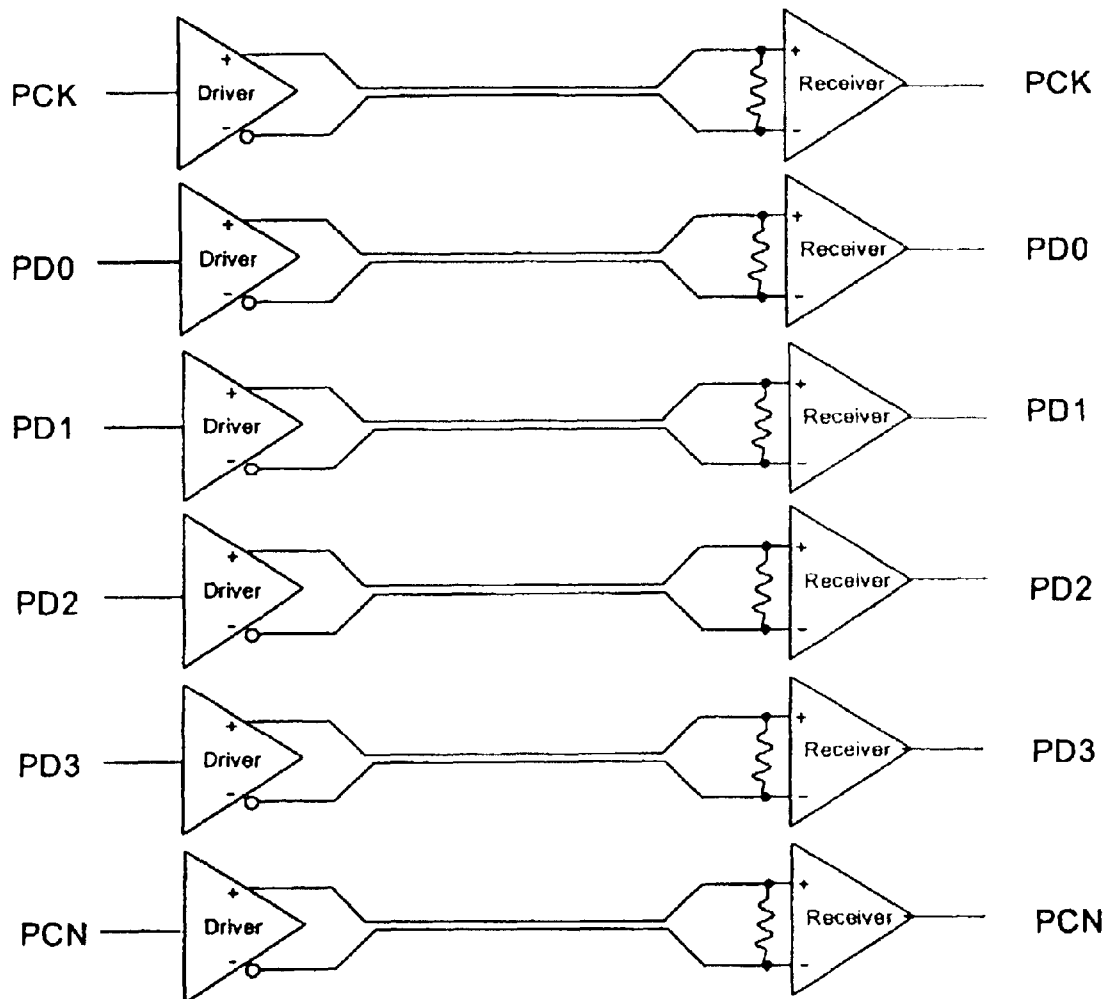 PCK + Driver - + Receiver - PCK
PD0 + Driver - + Receiver - PD0
PD1 + Driver - + Receiver - PD1
PD2 + Driver - + Receiver - PD2
PD3 + Driver - + Receiver - PD3
PCN + Driver - + Receiver - PCN